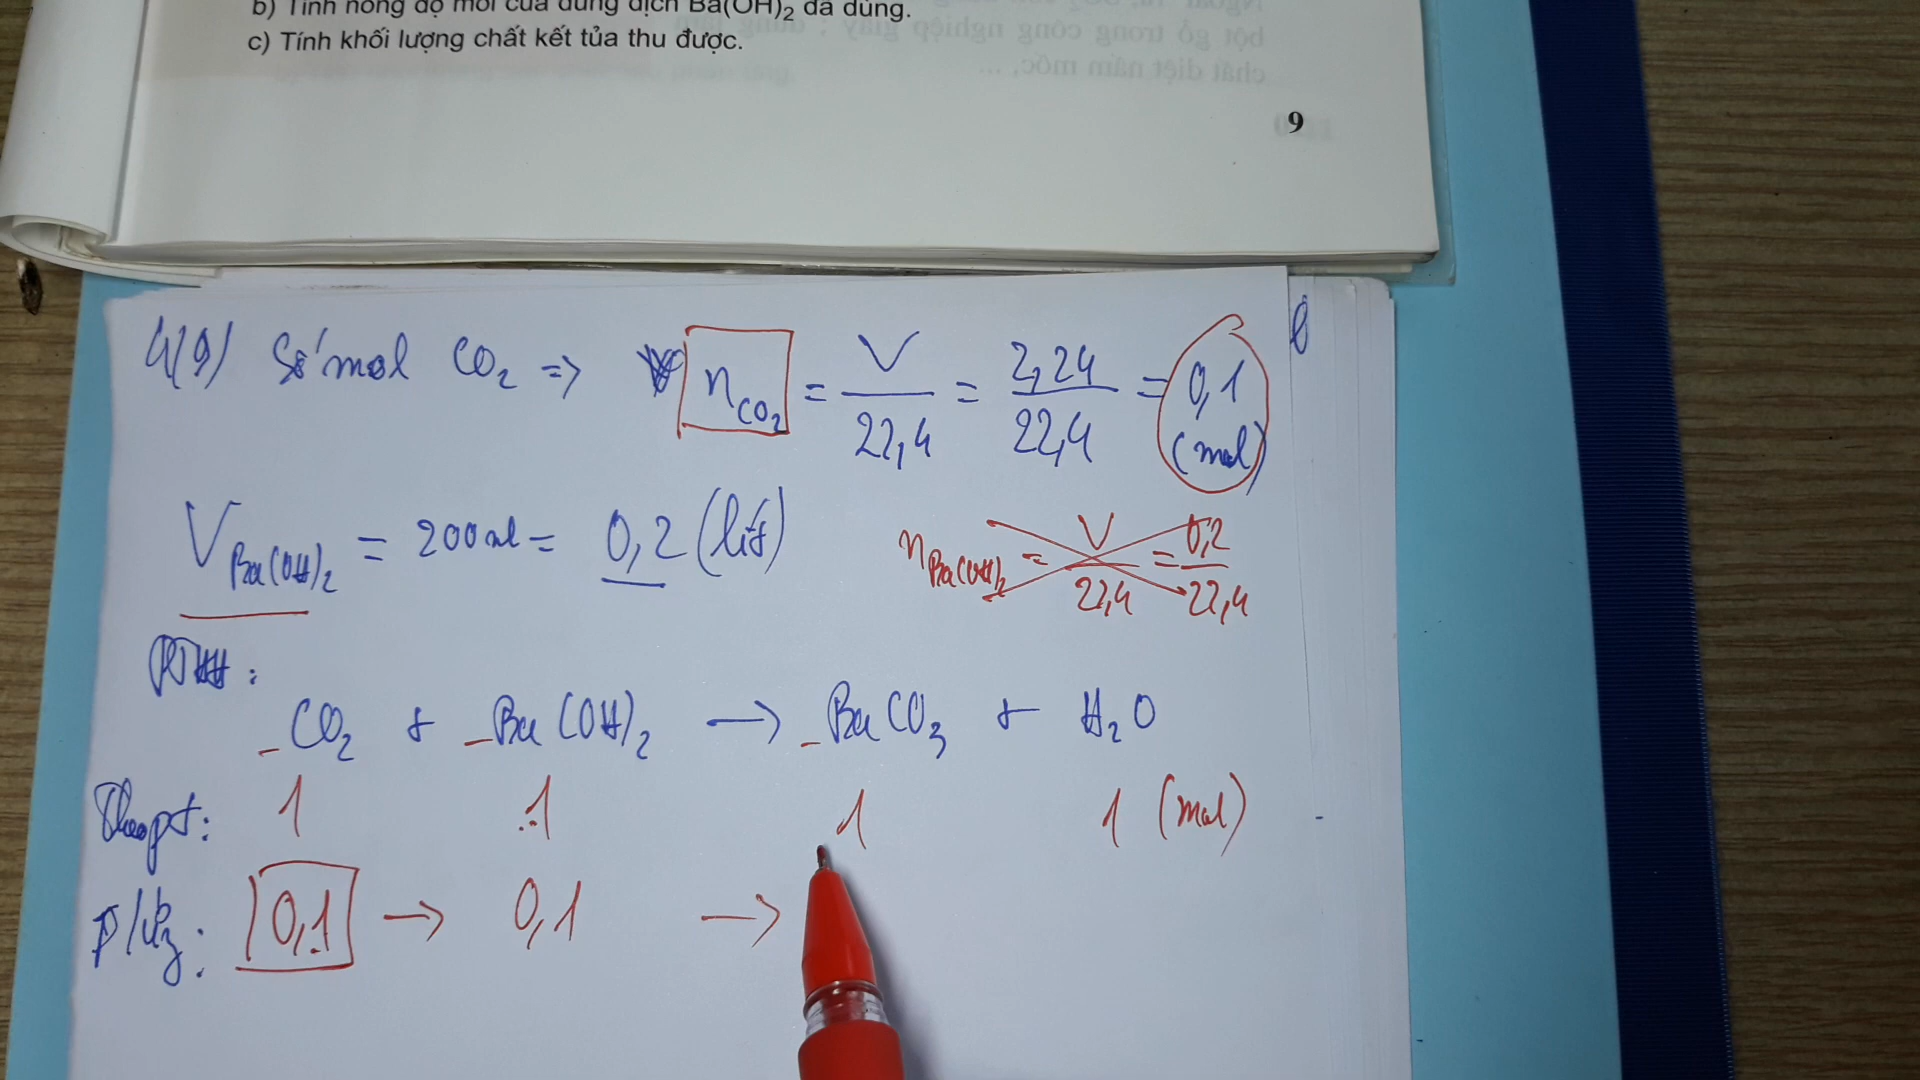 b) Tính nồng độ mol của dung dịch Ba(OH)2 đã dùng.
c) Tính khối lượng chất kết tủa thu được.
9
4(9) Số mol CO2 => nCO2 = V/22,4 = 2,24/22,4 = 0,1 (mol)
VBa(OH)2 = 200ml = 0,2 (lít)
nBa(OH)2 = V/22,4 = 0,2/22,4
PTHH:
CO2 + Ba(OH)2 → BaCO3 + H2O
Theo pt: 1 1 1 1 (mol)
p/ứng: 0,1 → 0,1 →